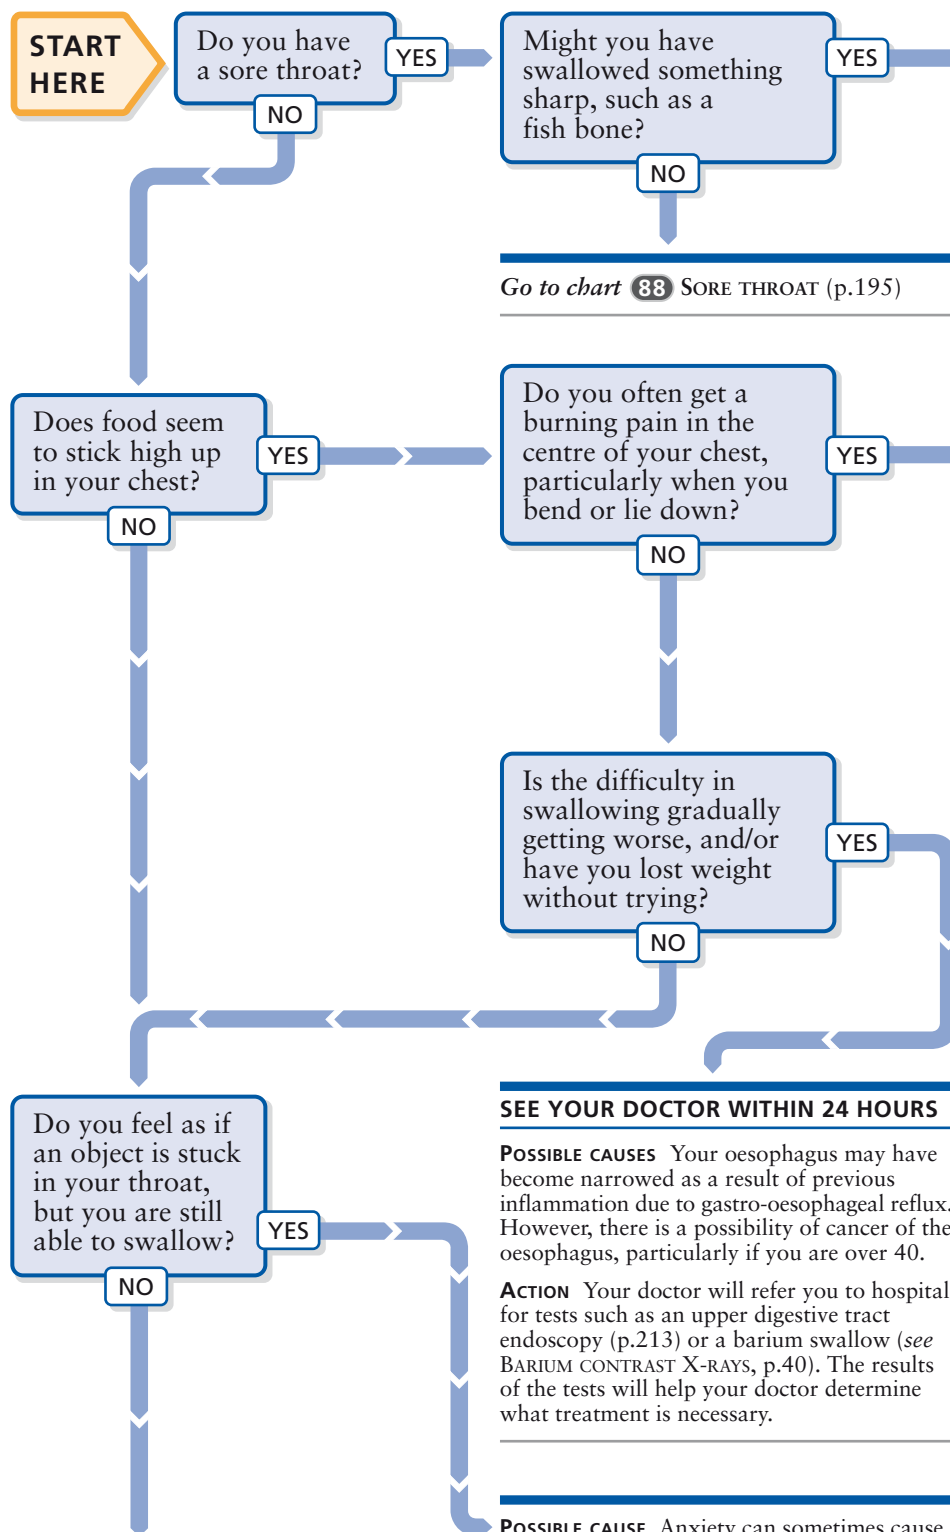 START
HERE
Do you have
a sore throat?
YES
NO
Might you have
swallowed something
sharp, such as a
fish bone?
YES
NO
Go to chart 88 SORE THROAT (p.195)
Does food seem
to stick high up
in your chest?
YES
NO
Do you often get a
burning pain in the
centre of your chest,
particularly when you
bend or lie down?
YES
NO
Is the difficulty in
swallowing gradually
getting worse, and/or
have you lost weight
without trying?
YES
NO
Do you feel as if
an object is stuck
in your throat,
but you are still
able to swallow?
YES
NO
SEE YOUR DOCTOR WITHIN 24 HOURS
POSSIBLE CAUSES Your oesophagus may have
become narrowed as a result of previous
inflammation due to gastro-oesophageal reflux.
However, there is a possibility of cancer of the
oesophagus, particularly if you are over 40.
ACTION Your doctor will refer you to hospital
for tests such as an upper digestive tract
endoscopy (p.213) or a barium swallow (see
BARIUM CONTRAST X-RAYS, p.40). The results
of the tests will help your doctor determine
what treatment is necessary.
POSSIBLE CAUSE Anxiety can sometimes cause